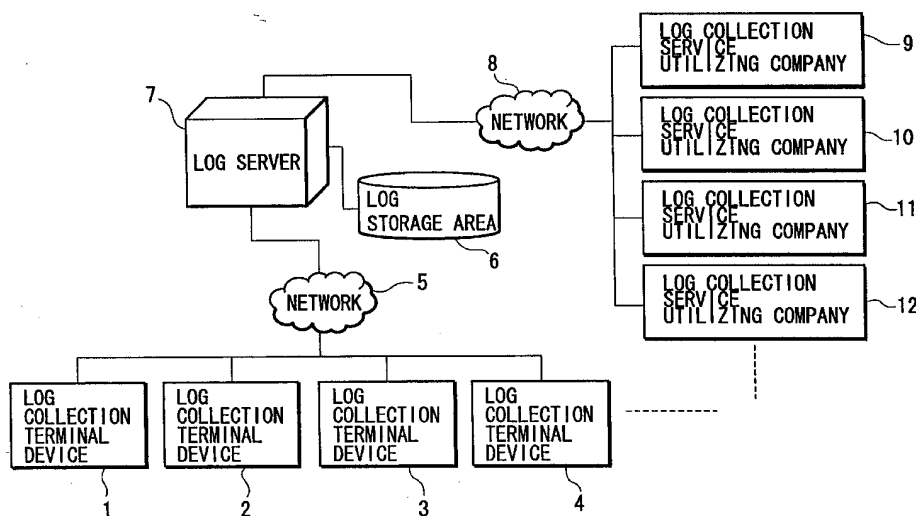 LOG COLLECTION
SERVICE
UTILIZING COMPANY
9
8
7
NETWORK
LOG COLLECTION
SERVICE
UTILIZING COMPANY
10
LOG SERVER
LOG
STORAGE AREA
6
LOG COLLECTION
SERVICE
UTILIZING COMPANY
11
NETWORK
5
LOG COLLECTION
SERVICE
UTILIZING COMPANY
12
LOG
COLLECTION
TERMINAL
DEVICE
1
LOG
COLLECTION
TERMINAL
DEVICE
2
LOG
COLLECTION
TERMINAL
DEVICE
3
LOG
COLLECTION
TERMINAL
DEVICE
4